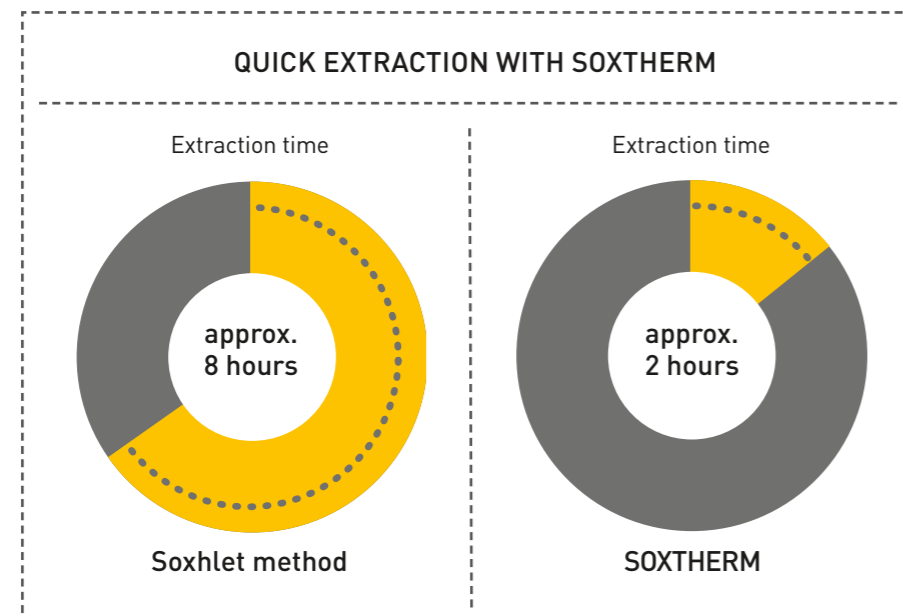 QUICK EXTRACTION WITH SOXTHERM
Extraction time
approx.
8 hours
Soxhlet method
Extraction time
approx.
2 hours
SOXTHERM